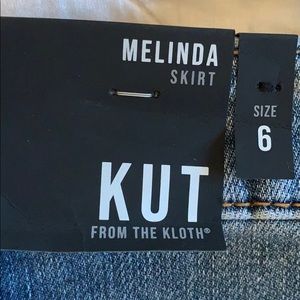 MELINDA
SKIRT
SIZE
6
KUT
FROM THE KLOTH®